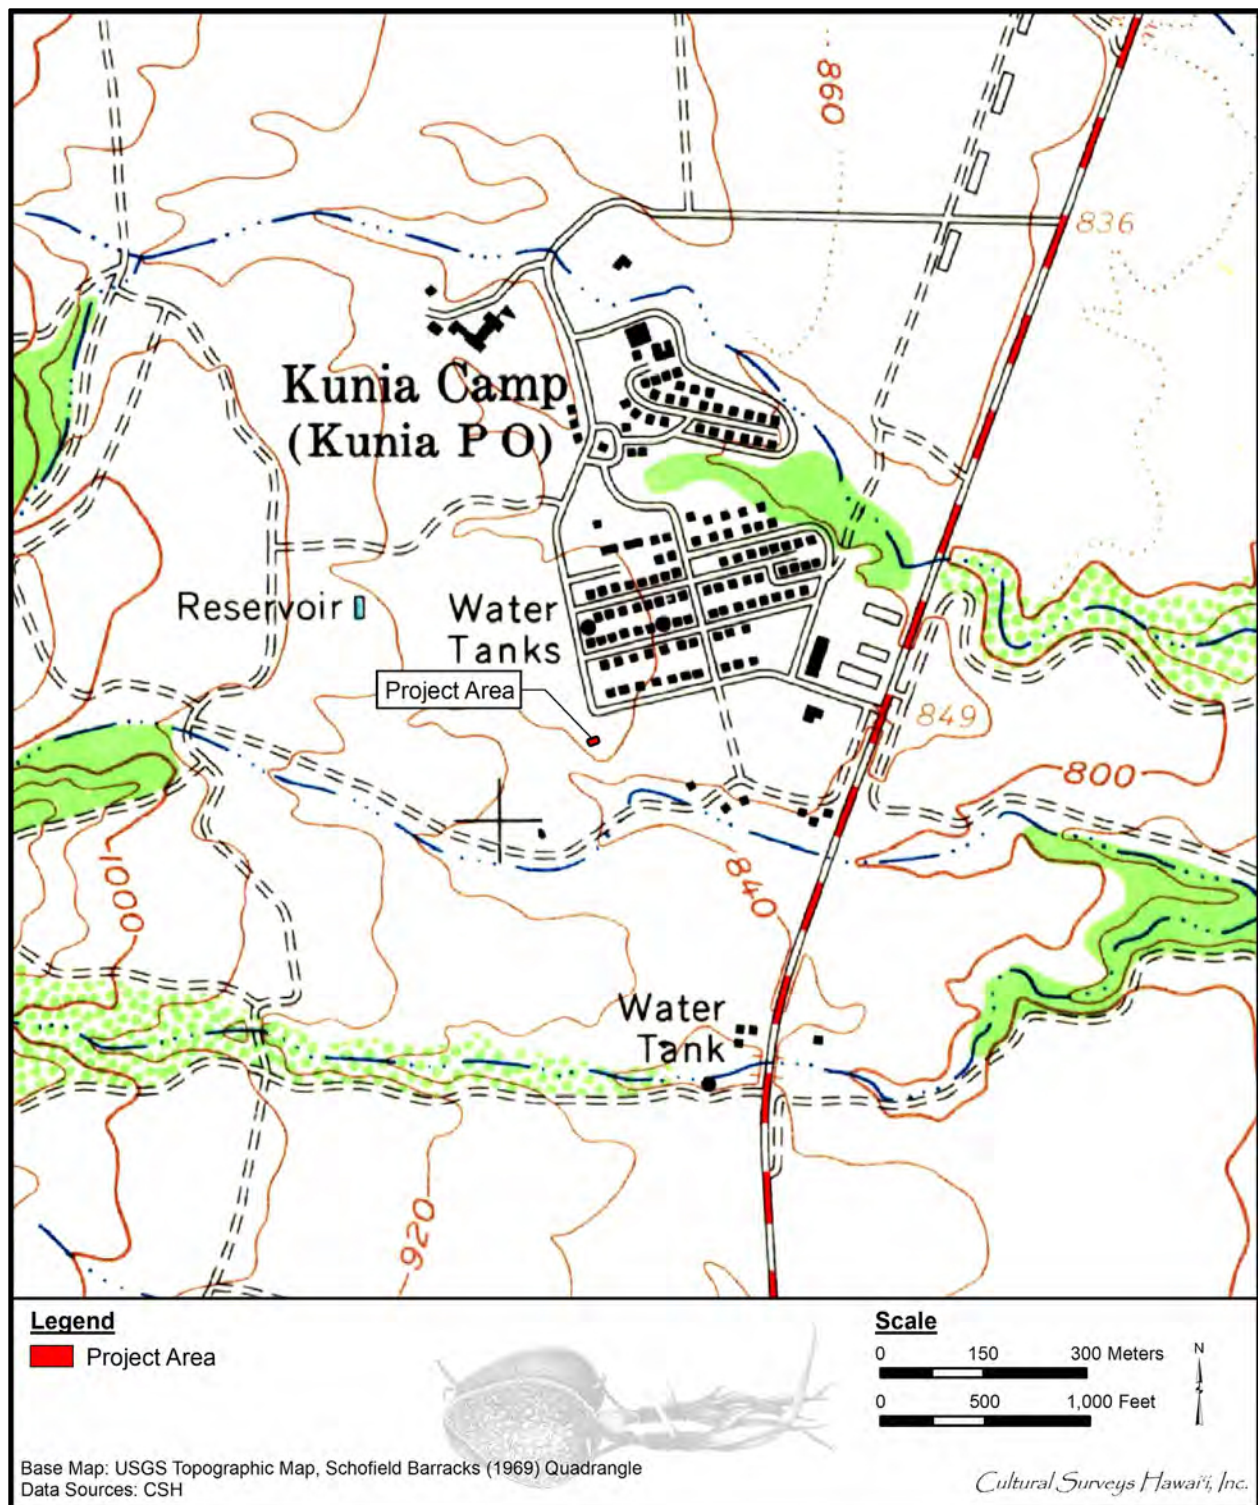 860
836
Kunia Camp
(Kunia P O)
Reservoir
Water
Tanks
Project Area
849
800
1000
840
Water
Tank
920
Legend
Project Area
Scale
0 150 300 Meters
0 500 1,000 Feet
N
Base Map: USGS Topographic Map, Schofield Barracks (1969) Quadrangle
Data Sources: CSH
Cultural Surveys Hawaiʻi, Inc.